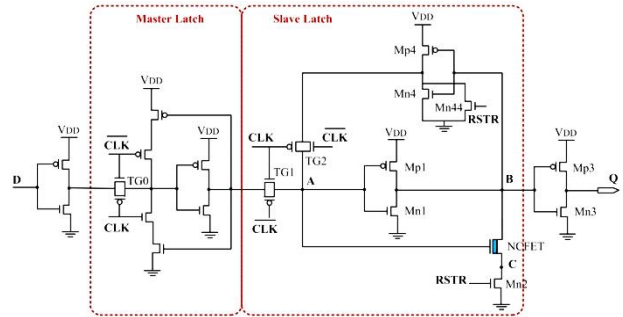 Master Latch
Slave Latch
VDD
Mp4
VDD
Mn4
Mn44
VDD
CLK
VDD
RSTR
CLK
CLK
VDD
VDD
TG2
D
TG0
TG1
A
Mp1
B
Mp3
Q
CLK
CLK
Mn1
Mn3
NCFET
C
RSTR
Mn2